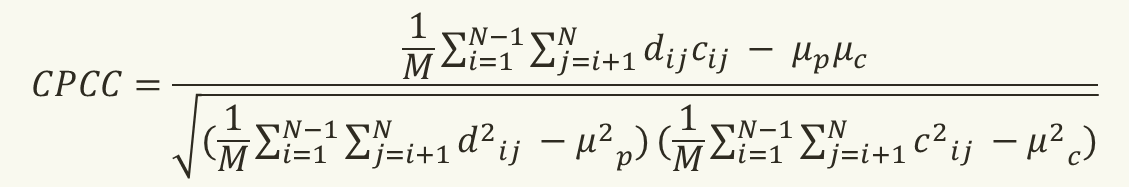 CPCC = \frac{\frac{1}{M}\sum_{i=1}^{N-1}\sum_{j=i+1}^{N} d_{ij}c_{ij} - \mu_p\mu_c}{\sqrt{(\frac{1}{M}\sum_{i=1}^{N-1}\sum_{j=i+1}^{N} {d^2}_{ij} - {\mu^2}_p)(\frac{1}{M}\sum_{i=1}^{N-1}\sum_{j=i+1}^{N} {c^2}_{ij} - {\mu^2}_c)}}